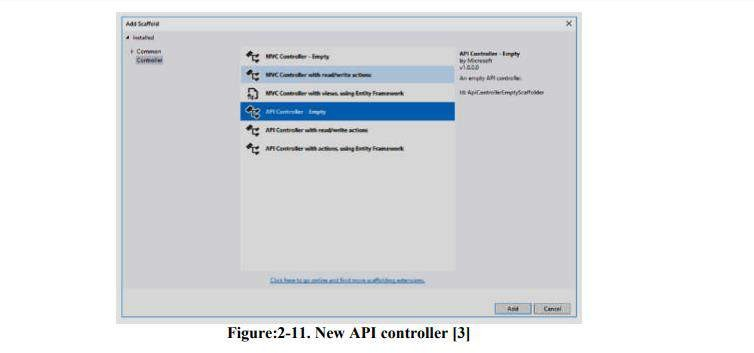 Add Scaffold
Installed
Common
Controller
MVC Controller - Empty
MVC Controller with read/write actions
MVC Controller with views, using Entity Framework
API Controller - Empty
API Controller with read/write actions
API Controller with actions, using Entity Framework
API Controller - Empty
by Microsoft
v1.0.0.0
An empty API controller.
Id: ApiControllerEmptyScaffolder
Click here to go online and find more scaffolding extensions.
Add
Cancel
Figure:2-11. New API controller [3]